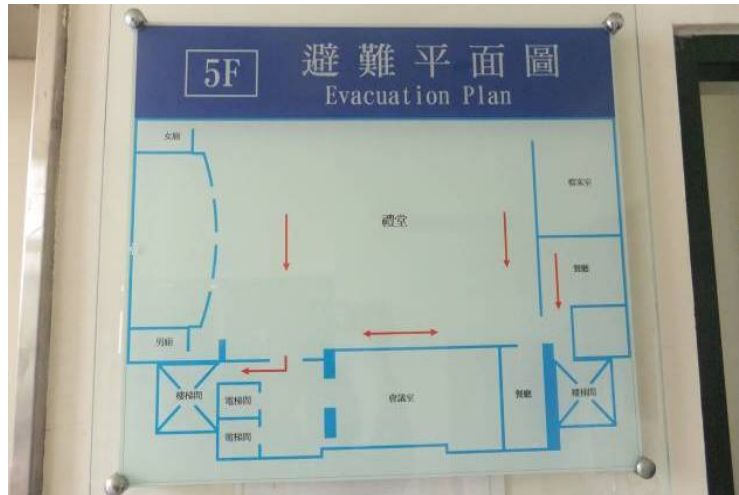 5F
避難平面圖
Evacuation Plan
女廁
檔案室
禮堂
餐廳
男廁
樓梯間
電梯間
會議室
餐廳
樓梯間
電梯間